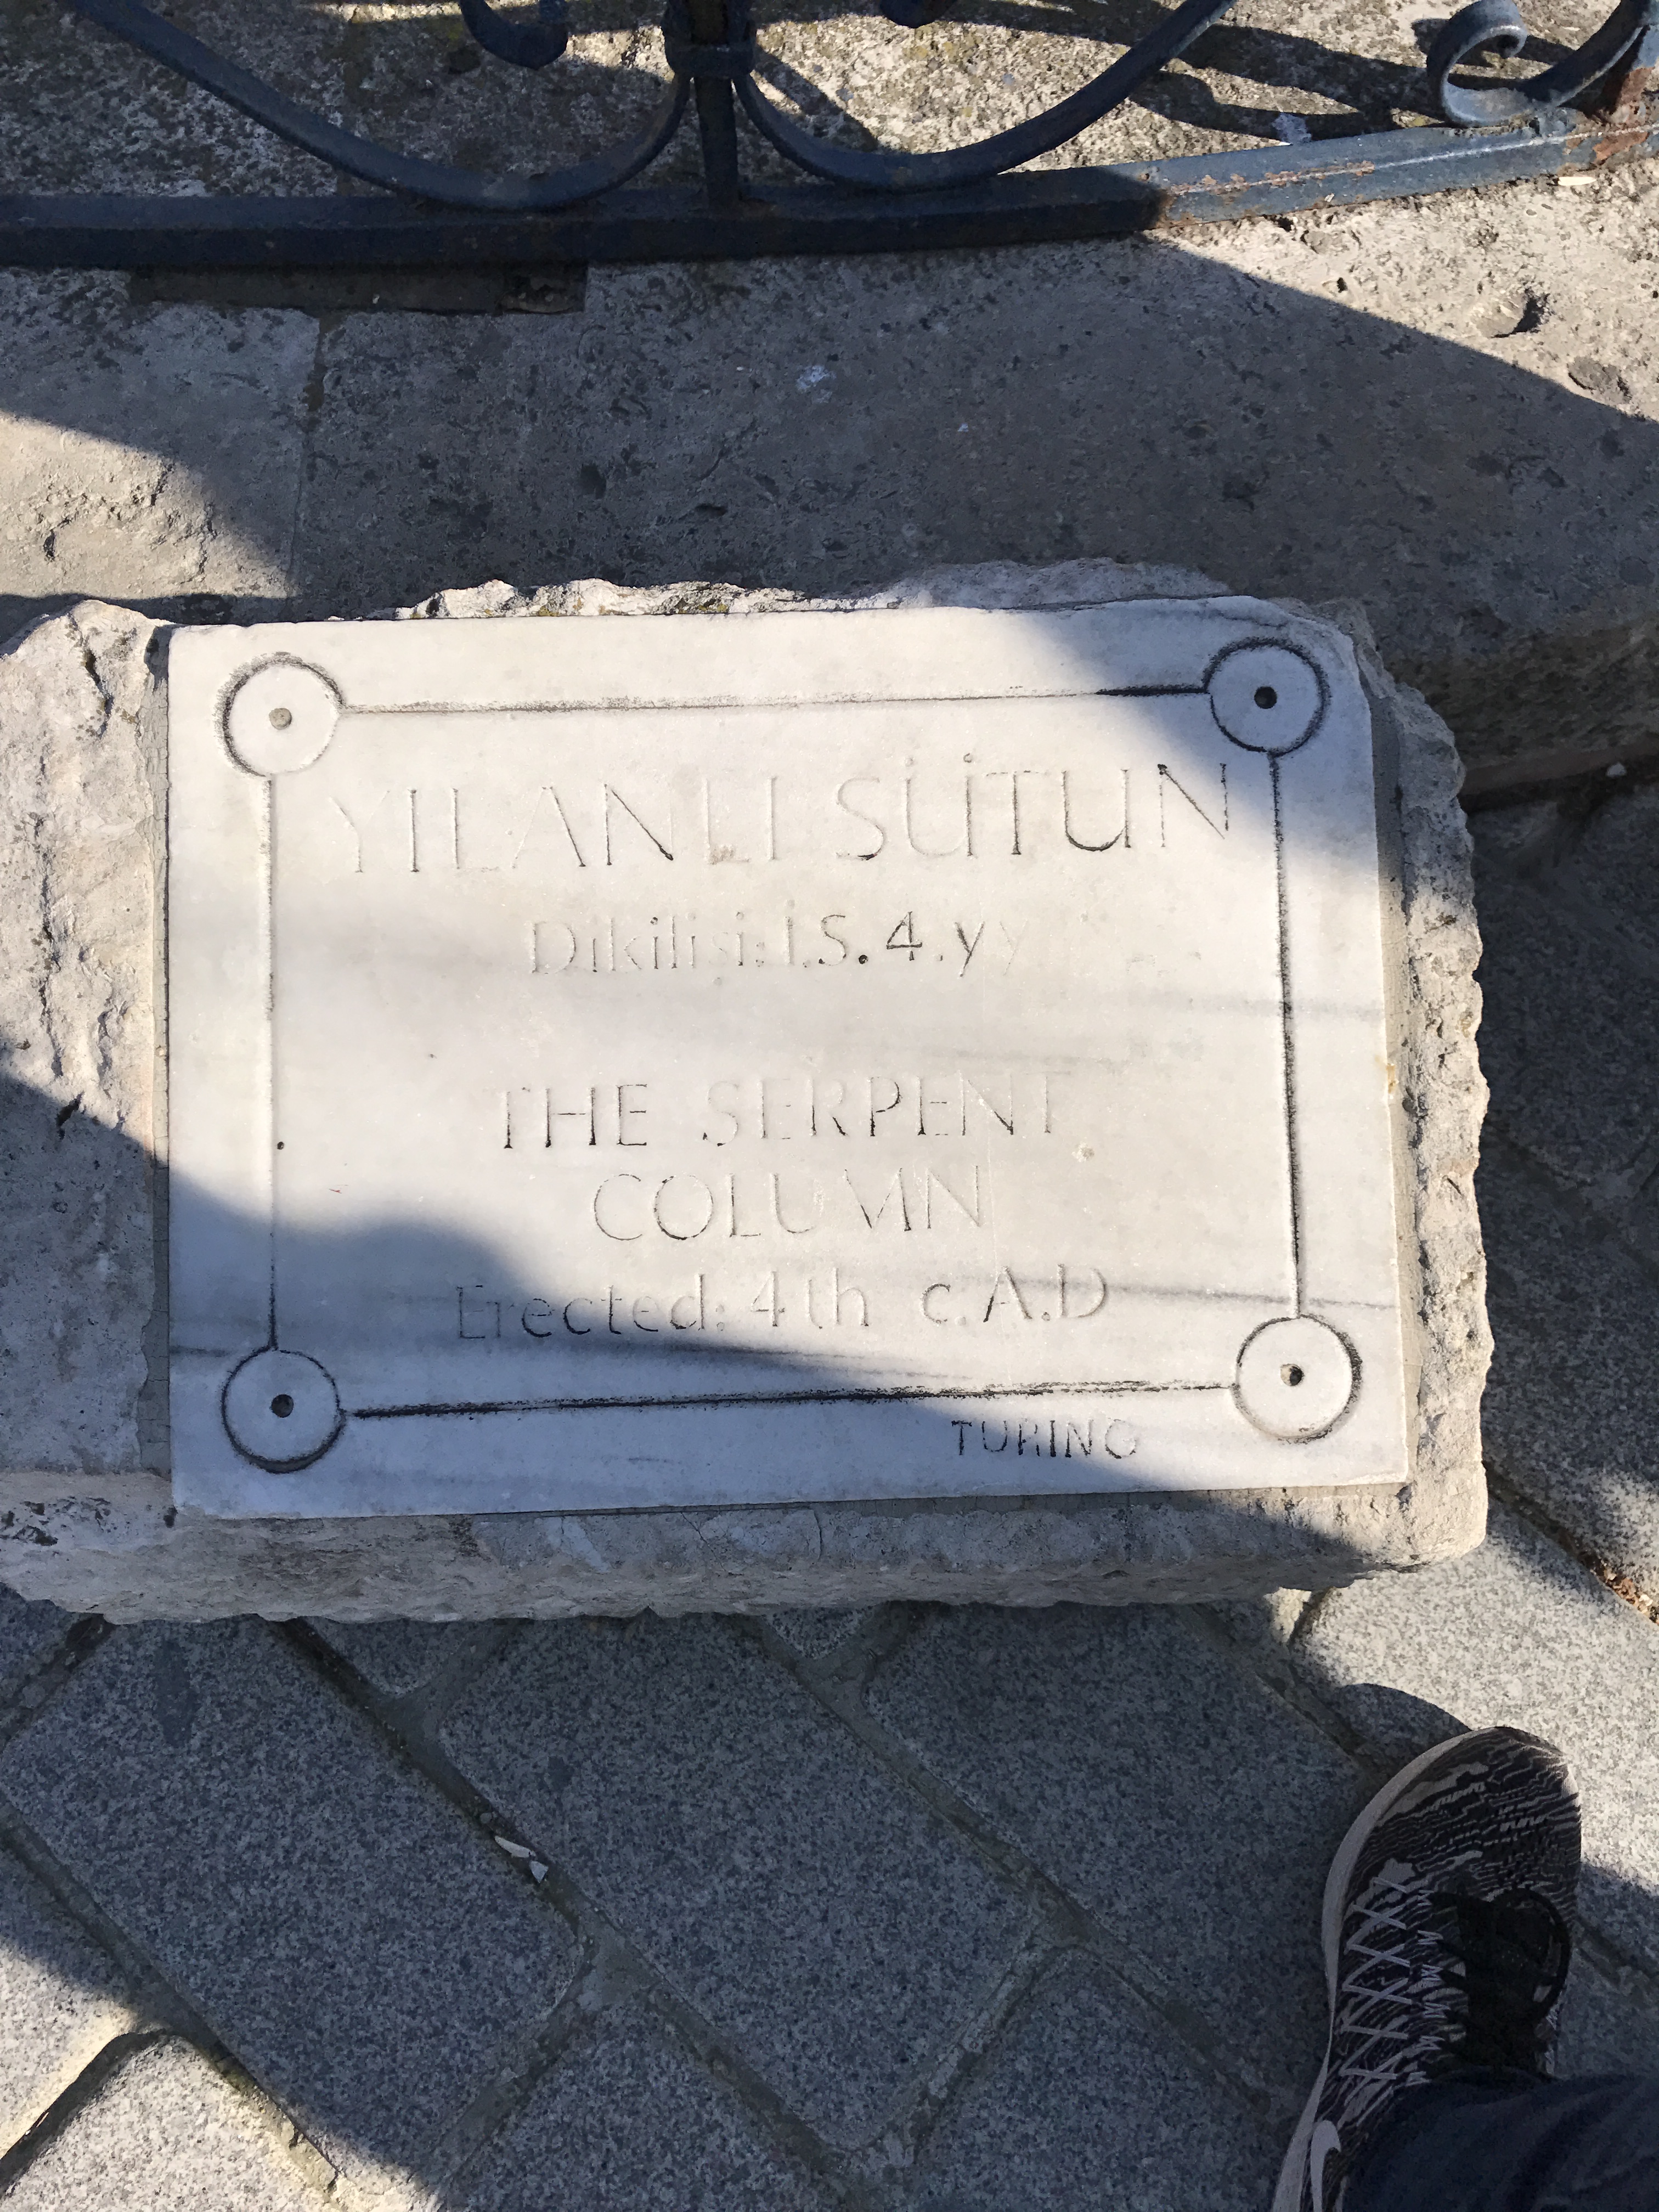 YILANLI SÜTUN
Dikilişi: İ.S. 4.yy
THE SERPENT
COLUMN
Erected: 4th c. A.D
TURING